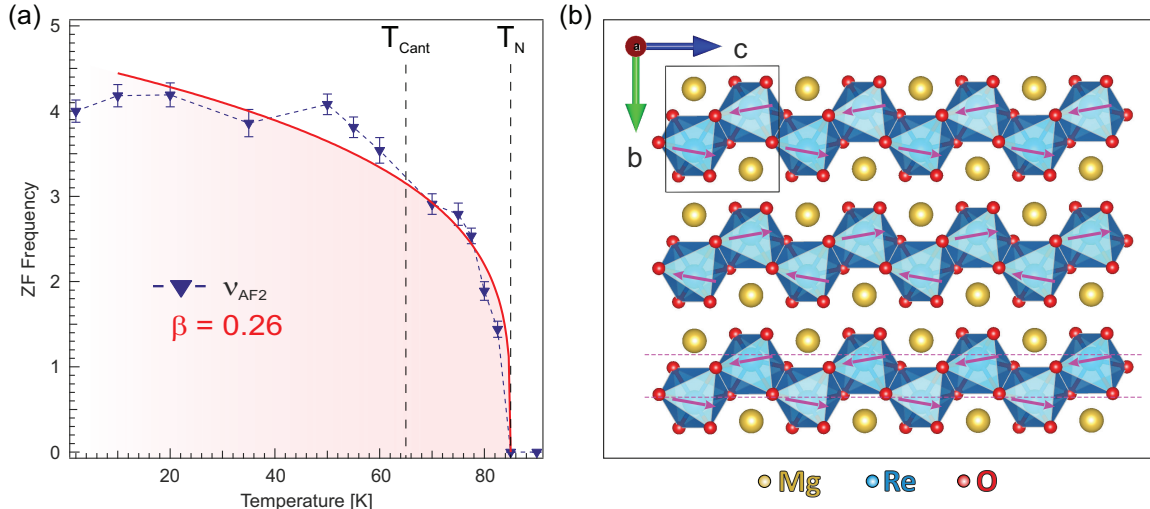 (a)
T_Cant
T_N
5
4
3
2
1
0
ZF Frequency
ν_AF2
β = 0.26
20
40
60
80
Temperature [K]
(b)
a
c
b
Mg
Re
O